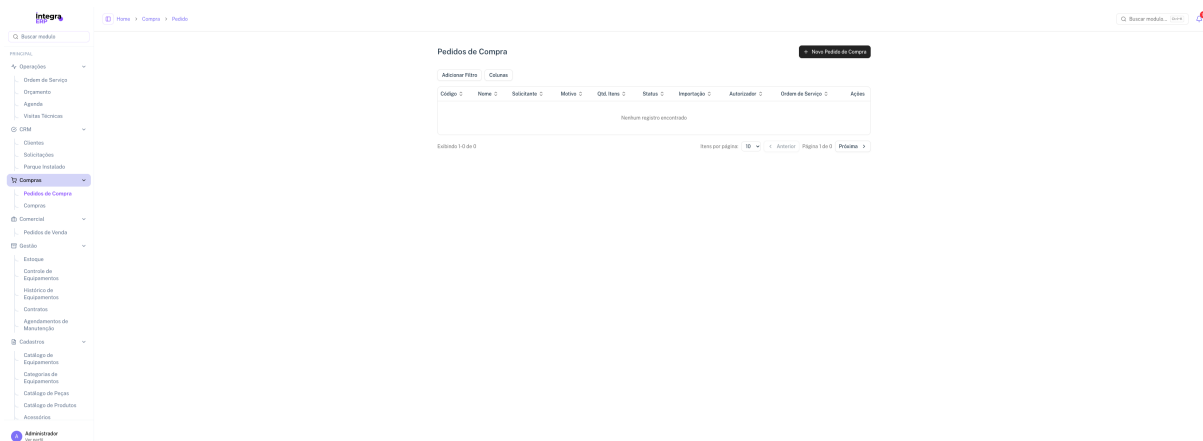 Integra
ERP
Buscar modulo
PRINCIPAL
Operações
Ordem de Serviço
Orçamento
Agenda
Visitas Técnicas
CRM
Clientes
Solicitações
Parque Instalado
Compras
Pedidos de Compra
Compras
Comercial
Pedidos de Venda
Gestão
Estoque
Controle de
Equipamentos
Histórico de
Equipamentos
Contratos
Agendamentos de
Manutenção
Cadastros
Catálogo de
Equipamentos
Categorias de
Equipamentos
Catálogo de Peças
Catálogo de Produtos
Acessórios
A Administrador
Ver perfil
Home > Compra > Pedido
Buscar modulo...
Pedidos de Compra
+ Novo Pedido de Compra
Adicionar Filtro Colunas
Código Nome Solicitante Motivo Qtd. Itens Status Importação Autorizador Ordem de Serviço Ações
Nenhum registro encontrado
Exibindo 1-0 de 0
Itens por página: 10 < Anterior Página 1 de 0 Próxima >